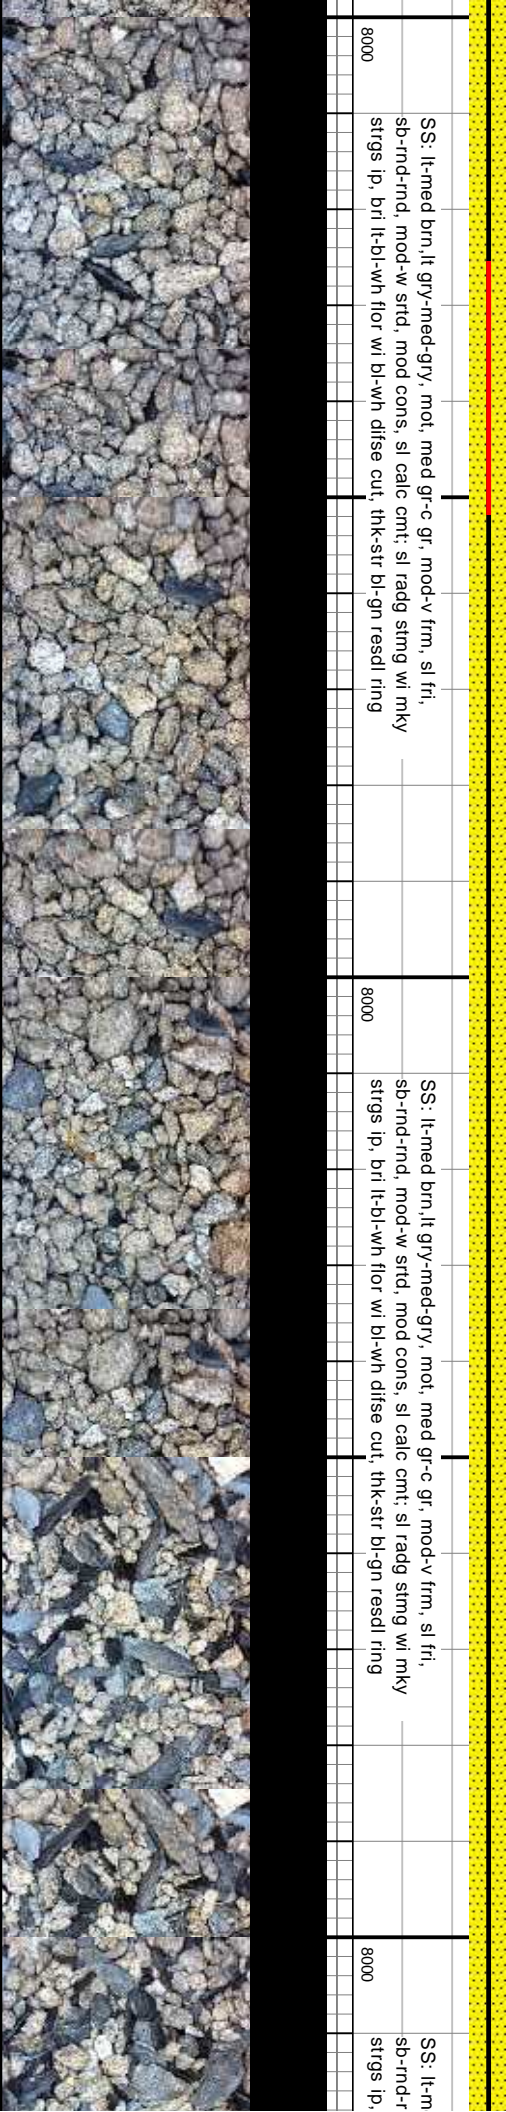 8000
SS: lt-med brn,lt gry-med-gry, mot, med gr-c gr, mod-v frm, sl fri,
sb-rnd-rnd, mod-w srtd, mod cons, sl calc cmt; sl radg stmg wi mky
strgs ip, bri lt-bl-wh flor wi bl-wh difse cut, thk-str bl-gn resdl ring
8000
SS: lt-med brn,lt gry-med-gry, mot, med gr-c gr, mod-v frm, sl fri,
sb-rnd-rnd, mod-w srtd, mod cons, sl calc cmt; sl radg stmg wi mky
strgs ip, bri lt-bl-wh flor wi bl-wh difse cut, thk-str bl-gn resdl ring
8000
SS: lt-m
sb-rnd-r
strgs ip,